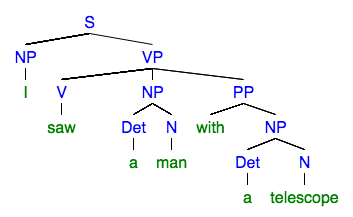 S
NP VP
I V NP PP
saw Det N with NP
a man Det N
a telescope